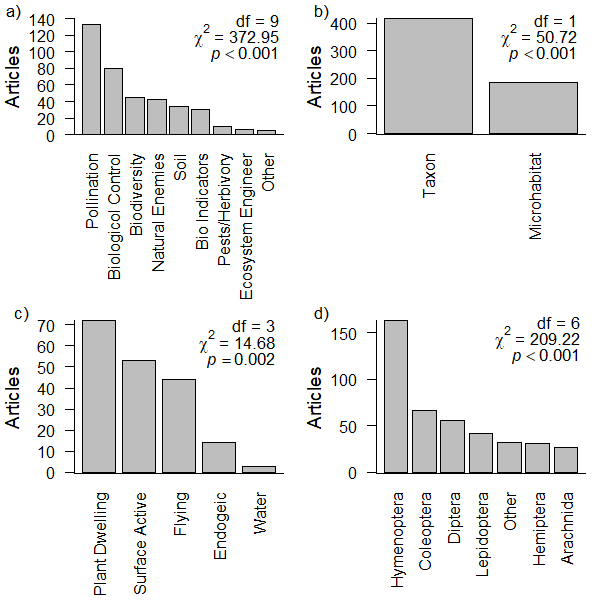 a)
df = 9
χ2 = 372.95
p < 0.001
Articles
140
120
100
80
60
40
20
0
Pollination
Biologicol Control
Biodiversity
Natural Enemies
Soil
Bio Indicators
Pests/Herbivory
Ecosystem Engineer
Other
b)
df = 1
χ2 = 50.72
p < 0.001
Articles
400
300
200
100
0
Taxon
Microhabitat
c)
df = 3
χ2 = 14.68
p = 0.002
Articles
70
60
50
40
30
20
10
0
Plant Dwelling
Surface Active
Flying
Endogeic
Water
d)
df = 6
χ2 = 209.22
p < 0.001
Articles
150
100
50
0
Hymenoptera
Coleoptera
Diptera
Lepidoptera
Other
Hemiptera
Arachnida